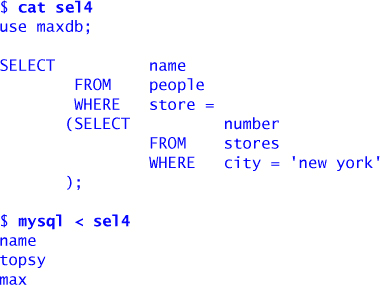 $ cat sel4
use maxdb;
SELECT name
FROM people
WHERE store =
(SELECT number
FROM stores
WHERE city = 'new york'
);
$ mysql < sel4
name
topsy
max